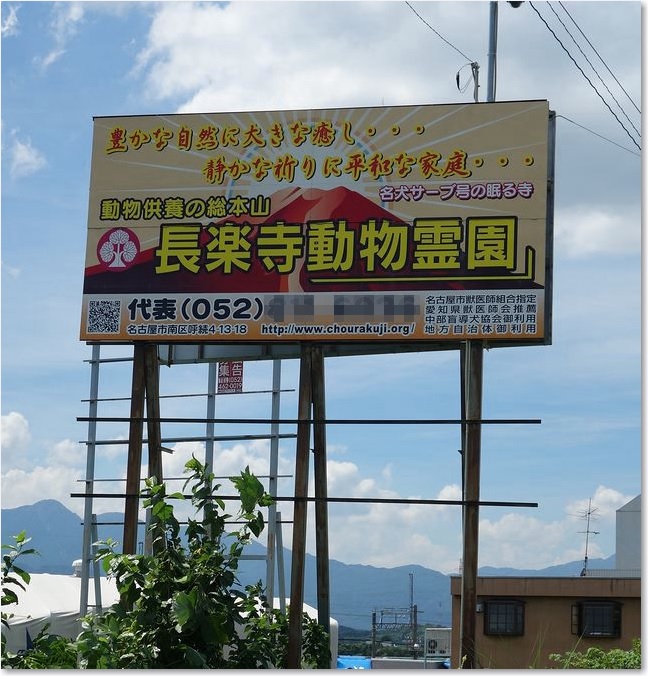 豊かな自然に大きな癒し・・・
静かな祈りに平和な家庭・・・
名犬サーブ号の眠る寺
動物供養の総本山
長楽寺動物霊園
代表(052)
名古屋市南区呼続4-13-18 http://www.chourakuji.org/
名古屋市獣医師組合指定
愛知県獣医師会推薦
中部盲導犬協会御利用
地方自治体御利用
集告
(052)
462-0019